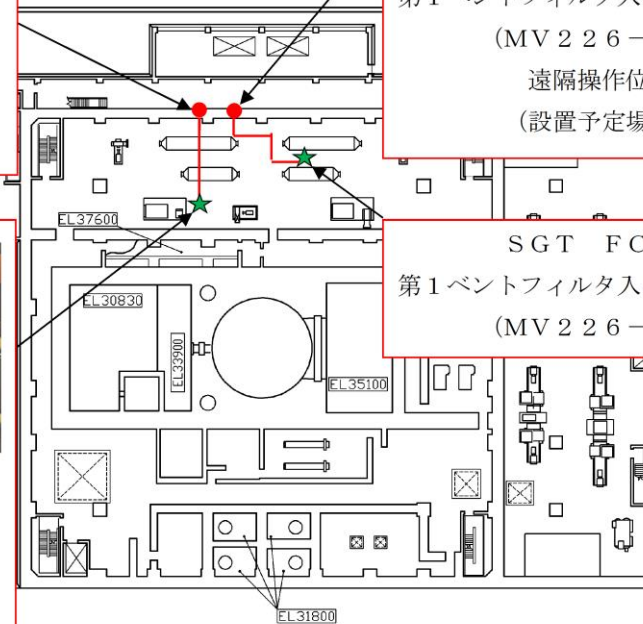 第1ベントフィルタ入
（MV226－
遠隔操作位
（設置予定場
EL37600
SGT FC
第1ベントフィルタ入
（MV226－
EL30830
EL33900
EL35100
EL31800